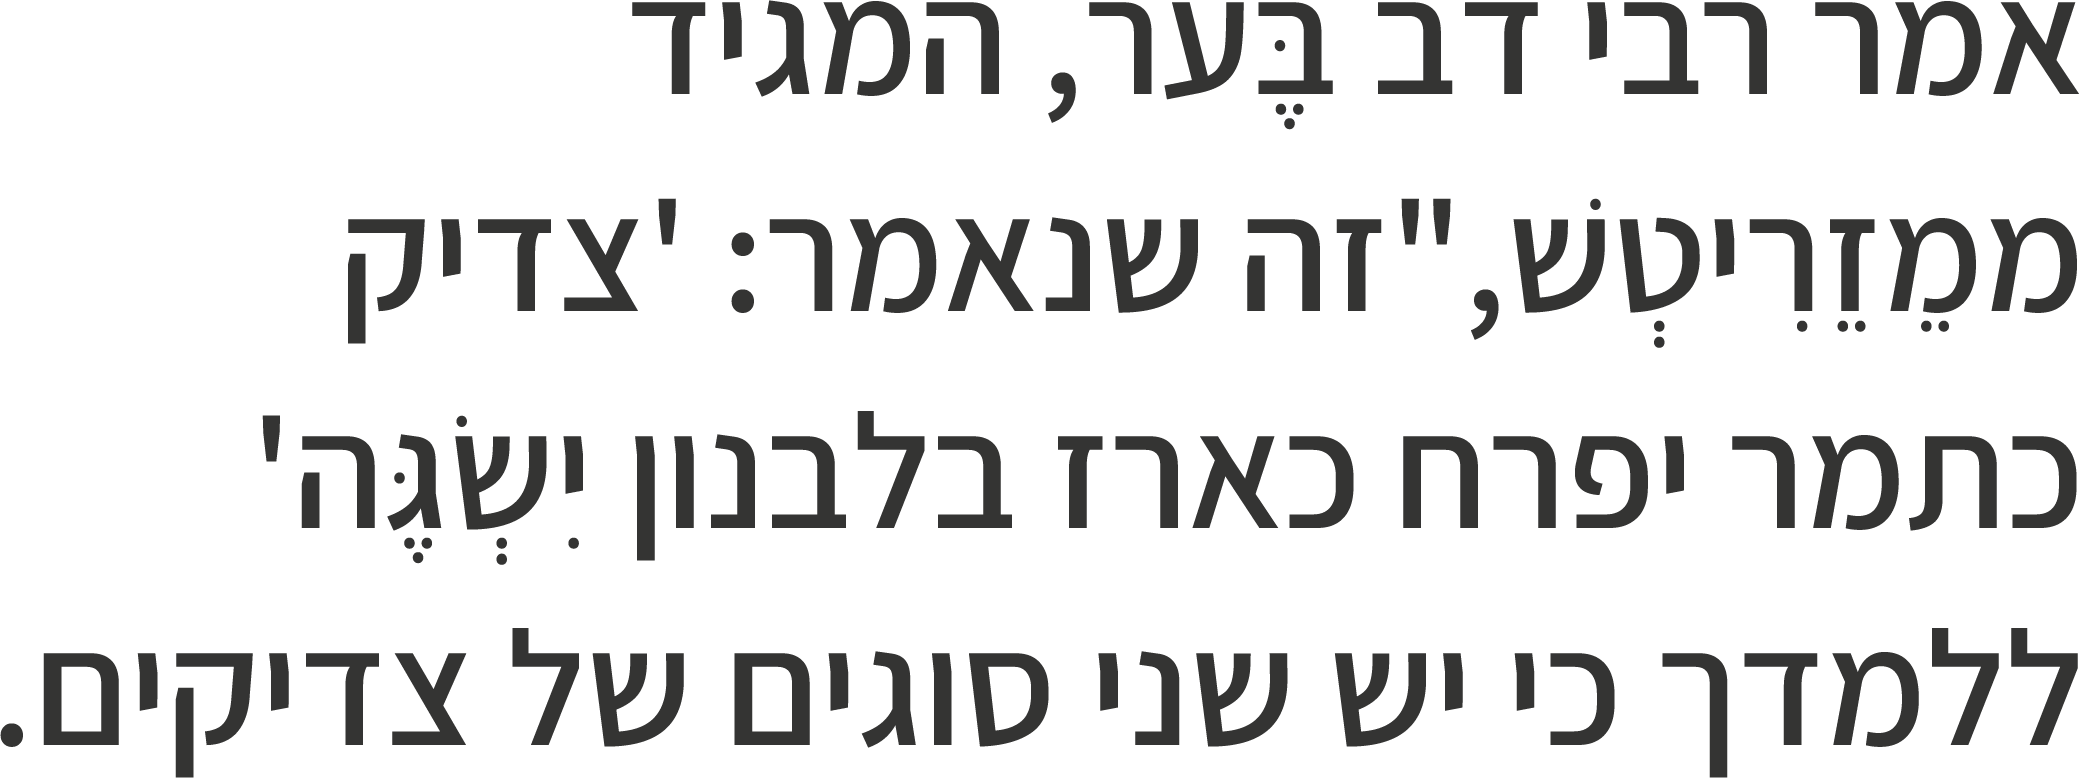 אמר רבי דב בֶּער, המגיד
ממֵזֵרִיטְשׁ, "זה שנאמר: 'צדיק
כתמר יפרח כארז בלבנון יִשְׂגֶּה'
ללמדך כי יש שני סוגים של צדיקים.